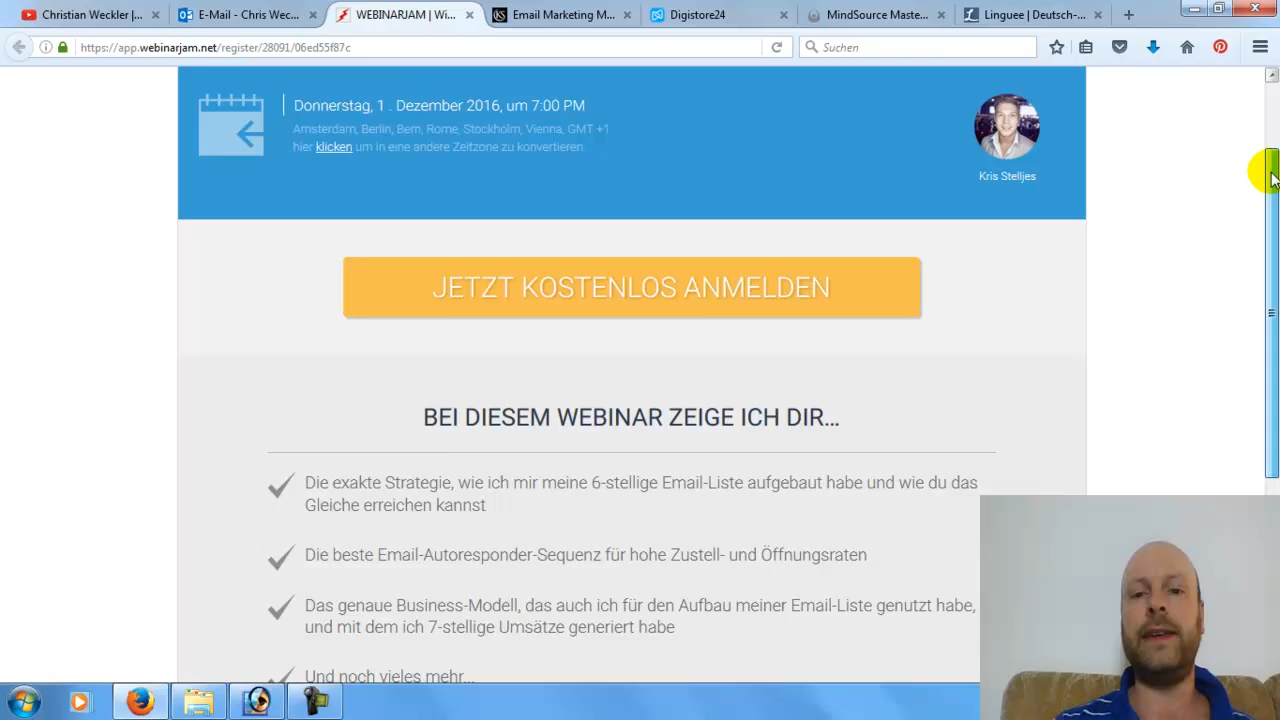 Christian Weckler |...
E-Mail - Chris Wec...
WEBINARJAM | Wi...
Email Marketing M...
Digistore24
MindSource Maste...
Linguee | Deutsch-...
https://app.webinarjam.net/register/28091/06ed55f87c
Suchen
Donnerstag, 1 . Dezember 2016, um 7:00 PM
Amsterdam, Berlin, Bern, Rome, Stockholm, Vienna, GMT +1
hier klicken um in eine andere Zeitzone zu konvertieren
Kris Stelljes
JETZT KOSTENLOS ANMELDEN
BEI DIESEM WEBINAR ZEIGE ICH DIR...
Die exakte Strategie, wie ich mir meine 6-stellige Email-Liste aufgebaut habe und wie du das
Gleiche erreichen kannst
Die beste Email-Autoresponder-Sequenz für hohe Zustell- und Öffnungsraten
Das genaue Business-Modell, das auch ich für den Aufbau meiner Email-Liste genutzt habe,
und mit dem ich 7-stellige Umsätze generiert habe
Und noch vieles mehr...